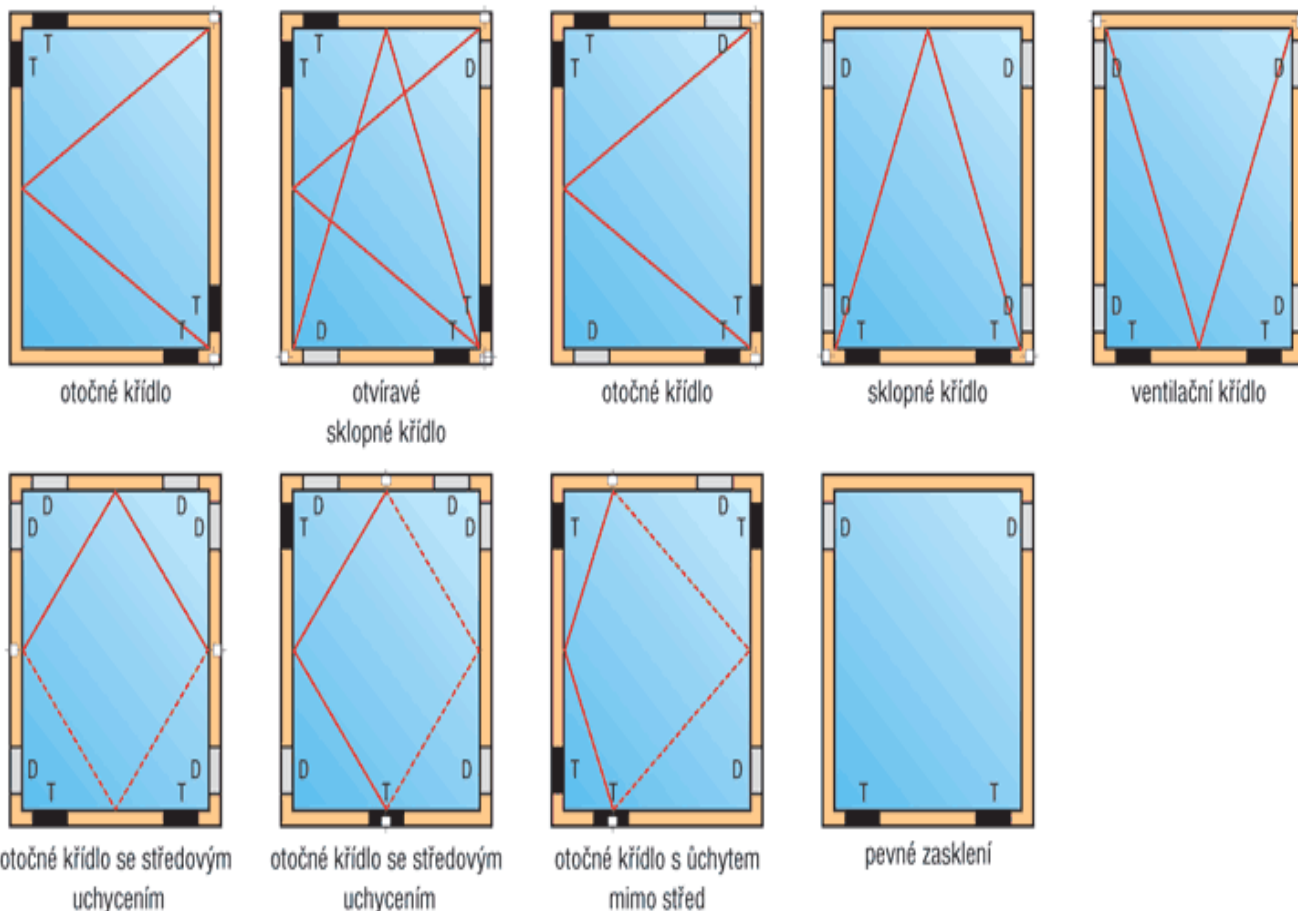 T
T
T
T
otočné křídlo
T
T
D
T
D
T
otvíravé
sklopné křídlo
T
D
T
T
D
T
otočné křídlo
D
D
D
D
T
T
sklopné křídlo
D
D
D
D
T
T
ventilační křídlo
D
D
D
D
D
D
T
T
otočné křídlo se středovým
uchycením
D
D
T
D
D
T
otočné křídlo se středovým
uchycením
D
T
T
T
D
T
otočné křídlo s ůchytem
mimo střed
D
D
T
T
pevné zasklení